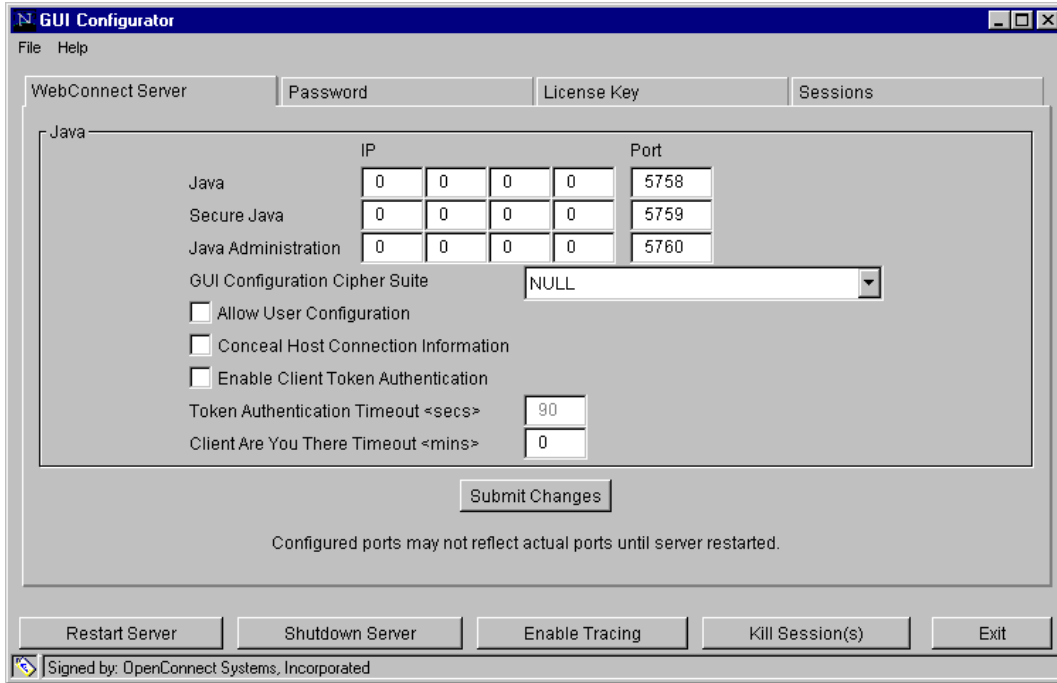 GUI Configurator
File Help
WebConnect Server Password License Key Sessions
Java
IP Port
Java 0 0 0 0 5758
Secure Java 0 0 0 0 5759
Java Administration 0 0 0 0 5760
GUI Configuration Cipher Suite NULL
Allow User Configuration
Conceal Host Connection Information
Enable Client Token Authentication
Token Authentication Timeout <secs> 90
Client Are You There Timeout <mins> 0
Submit Changes
Configured ports may not reflect actual ports until server restarted.
Restart Server Shutdown Server Enable Tracing Kill Session(s) Exit
Signed by: OpenConnect Systems, Incorporated